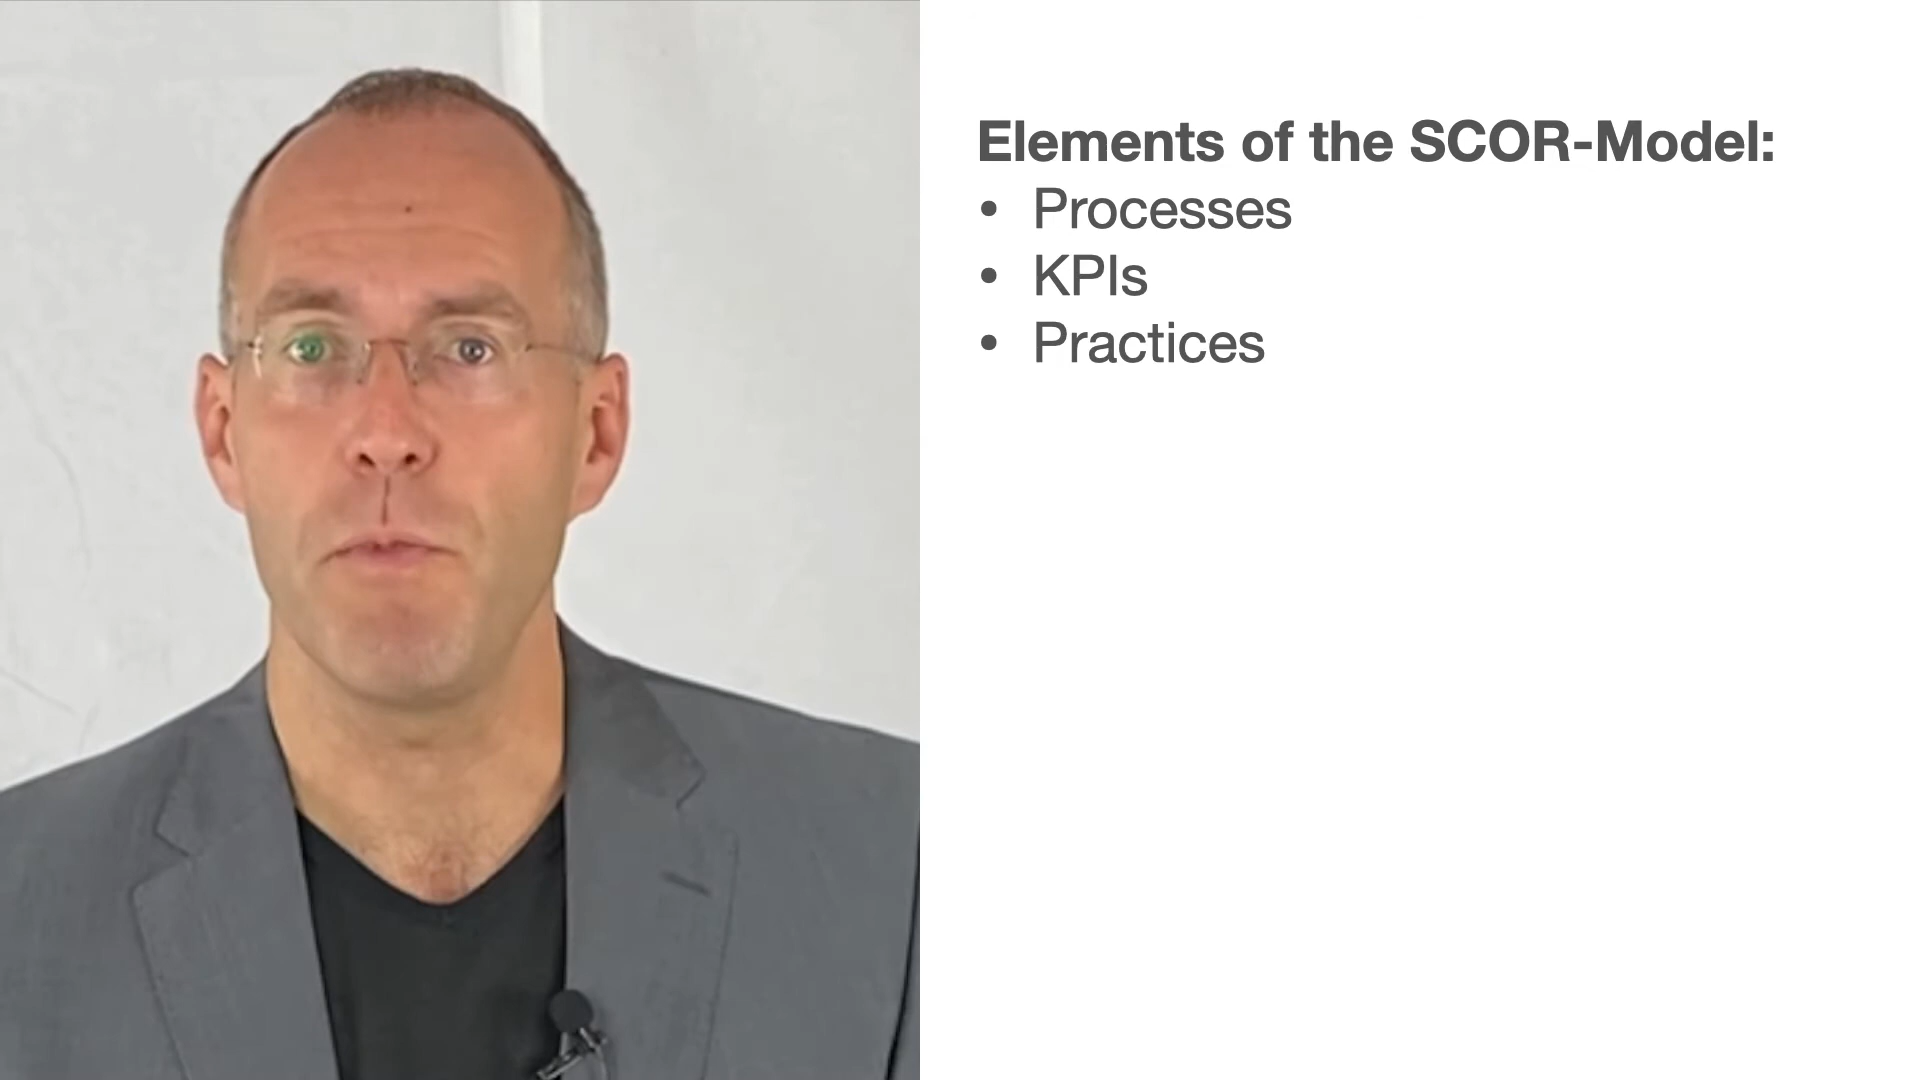 Elements of the SCOR-Model:
• Processes
• KPIs
• Practices